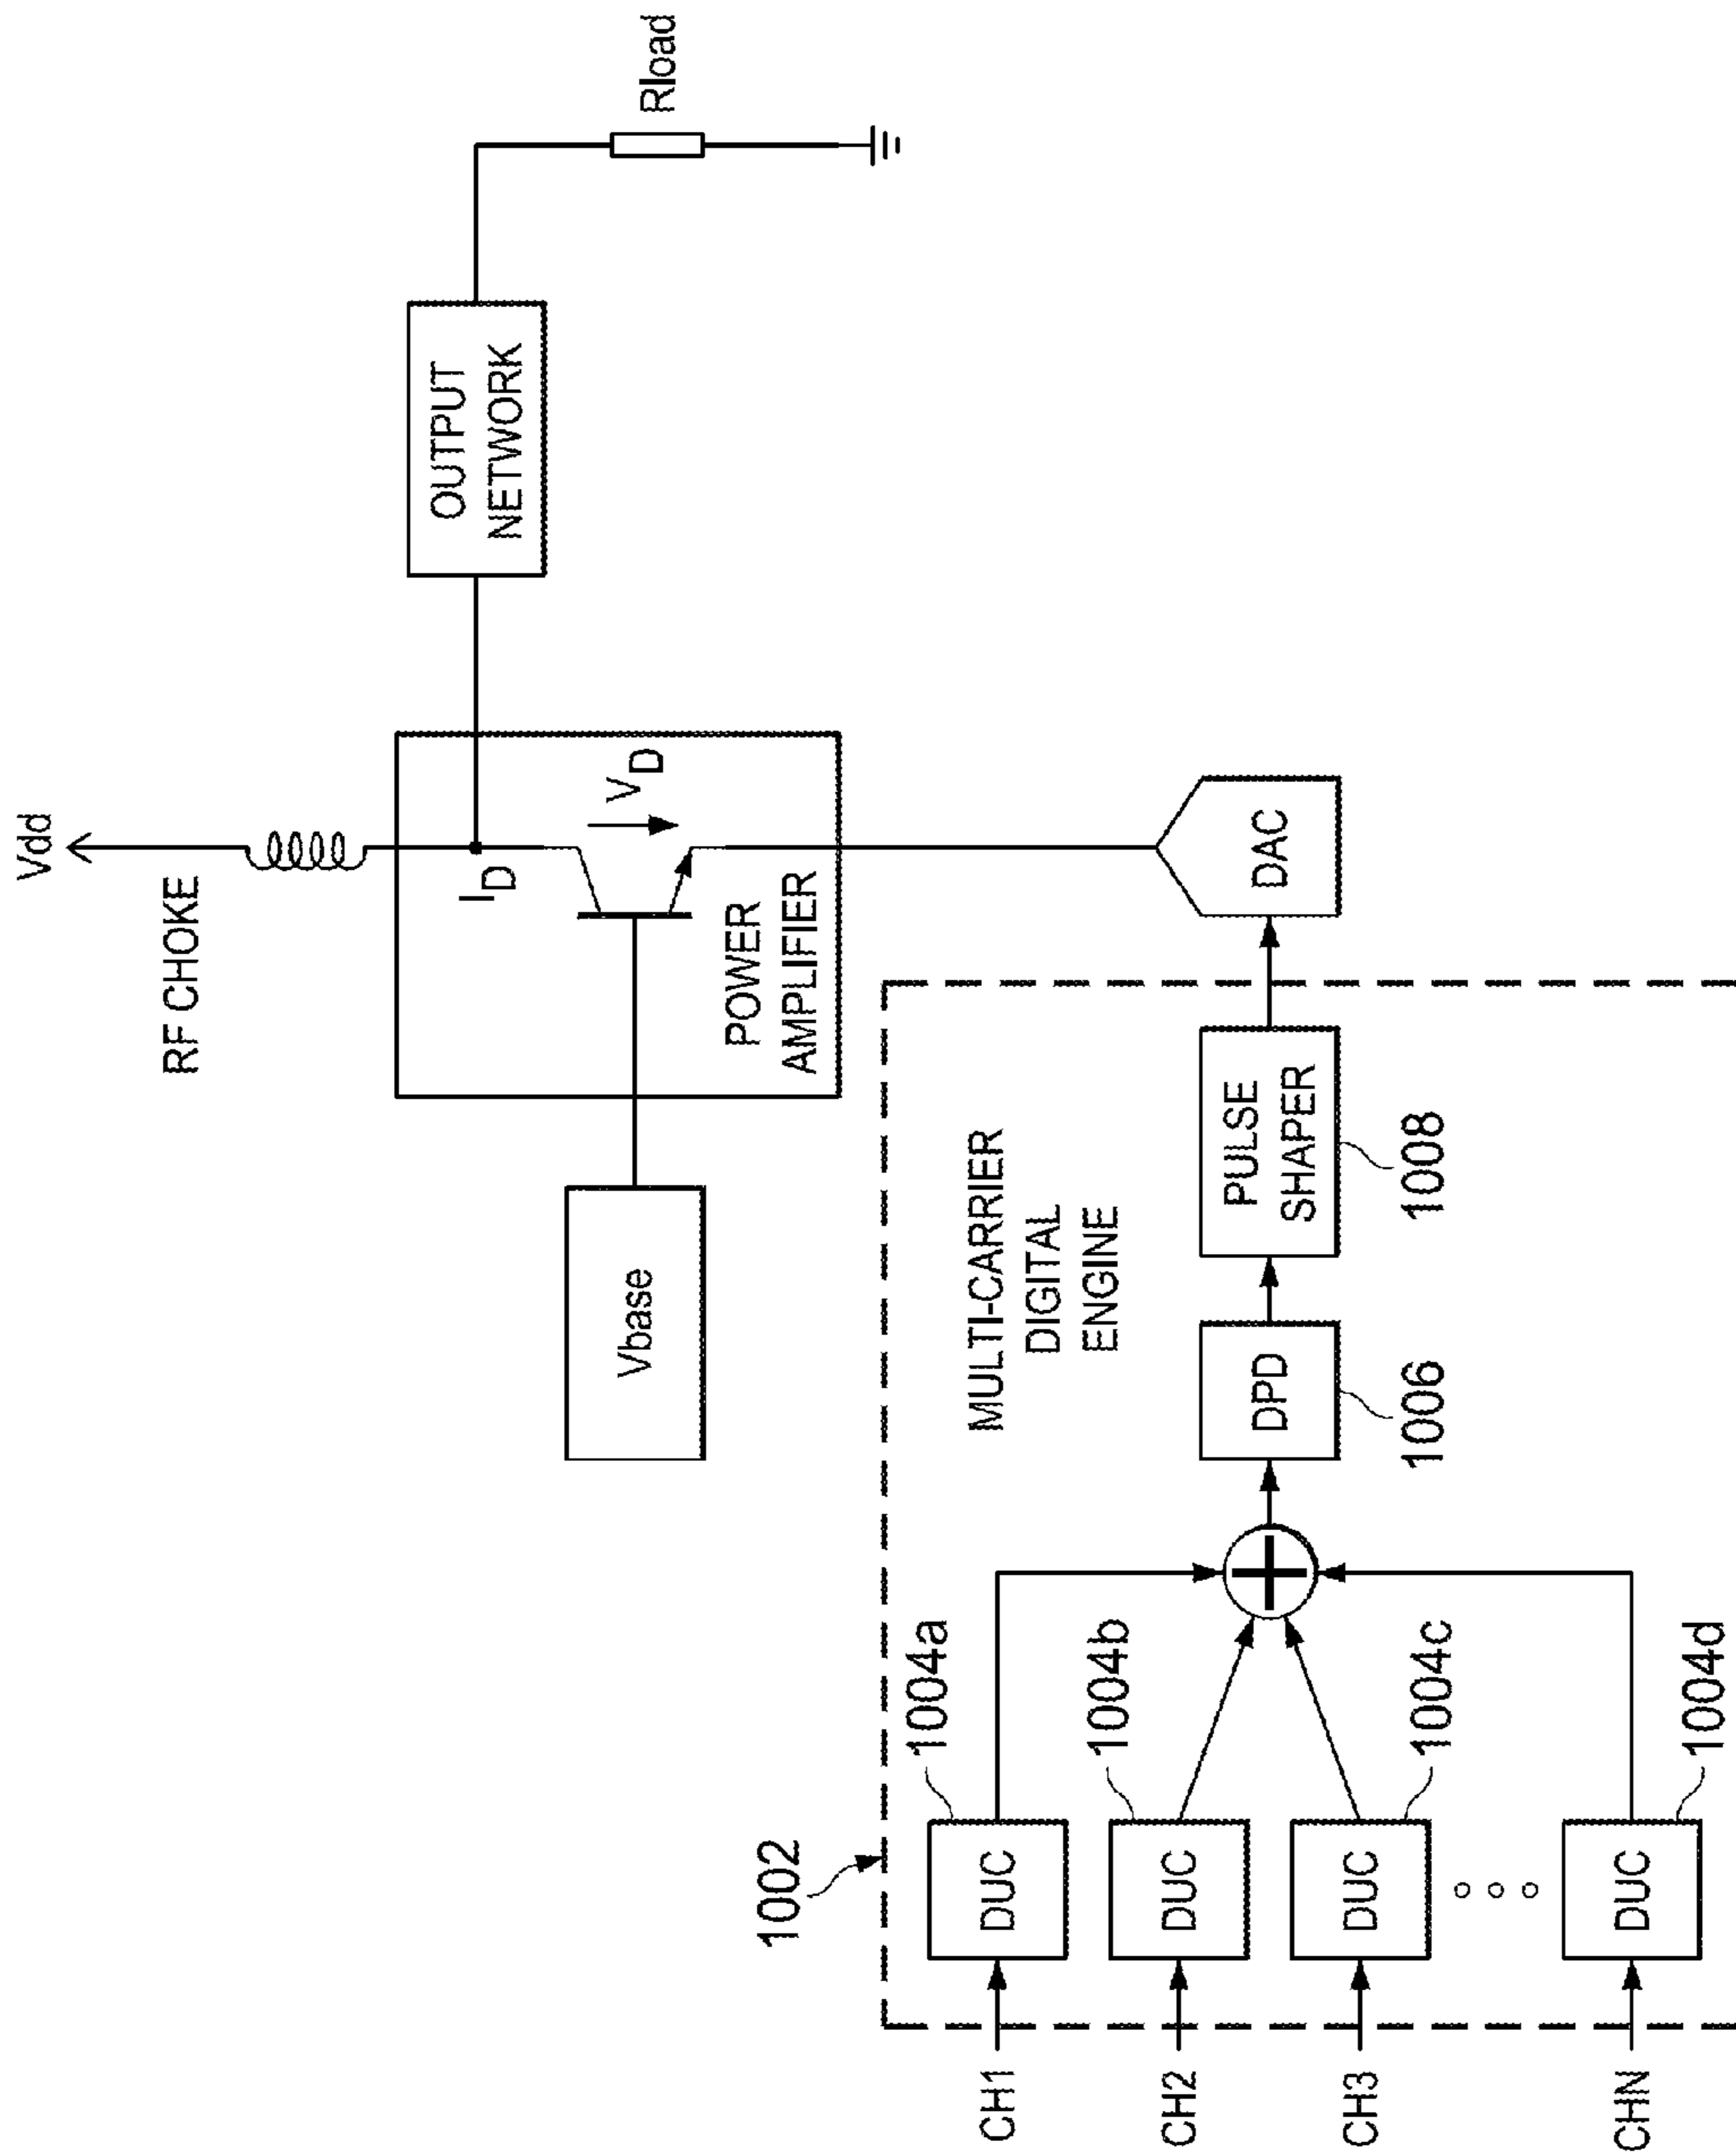 Vdd
RF CHOKE
I_D
V_D
POWER
AMPLIFIER
OUTPUT
NETWORK
Rload
Vbase
DAC
1002
MULTI-CARRIER
DIGITAL
ENGINE
CH1
DUC
1004a
CH2
DUC
1004b
CH3
DUC
1004c
CHN
DUC
1004d
DPD
1006
PULSE
SHAPER
1008